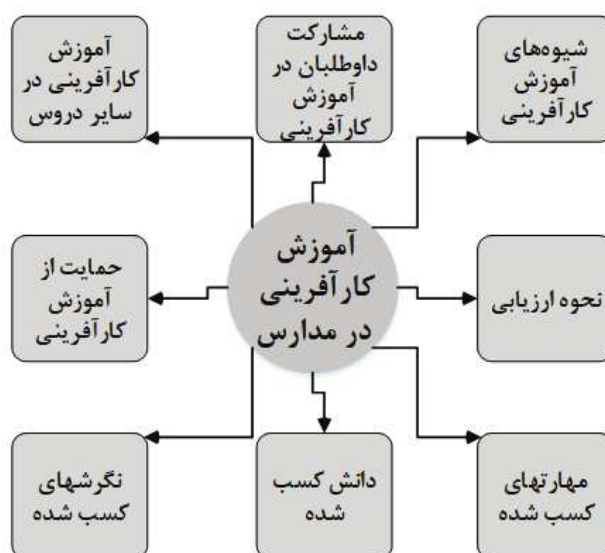 شیوه‌های
آموزش
کارآفرینی
مشارکت
داوطلبان در
آموزش
کارآفرینی
آموزش
کارآفرینی در
سایر دروس
نحوه ارزیابی
آموزش
کارآفرینی
در مدارس
حمایت از
آموزش
کارآفرینی
مهارتهای
کسب شده
دانش کسب
شده
نگرشهای
کسب شده